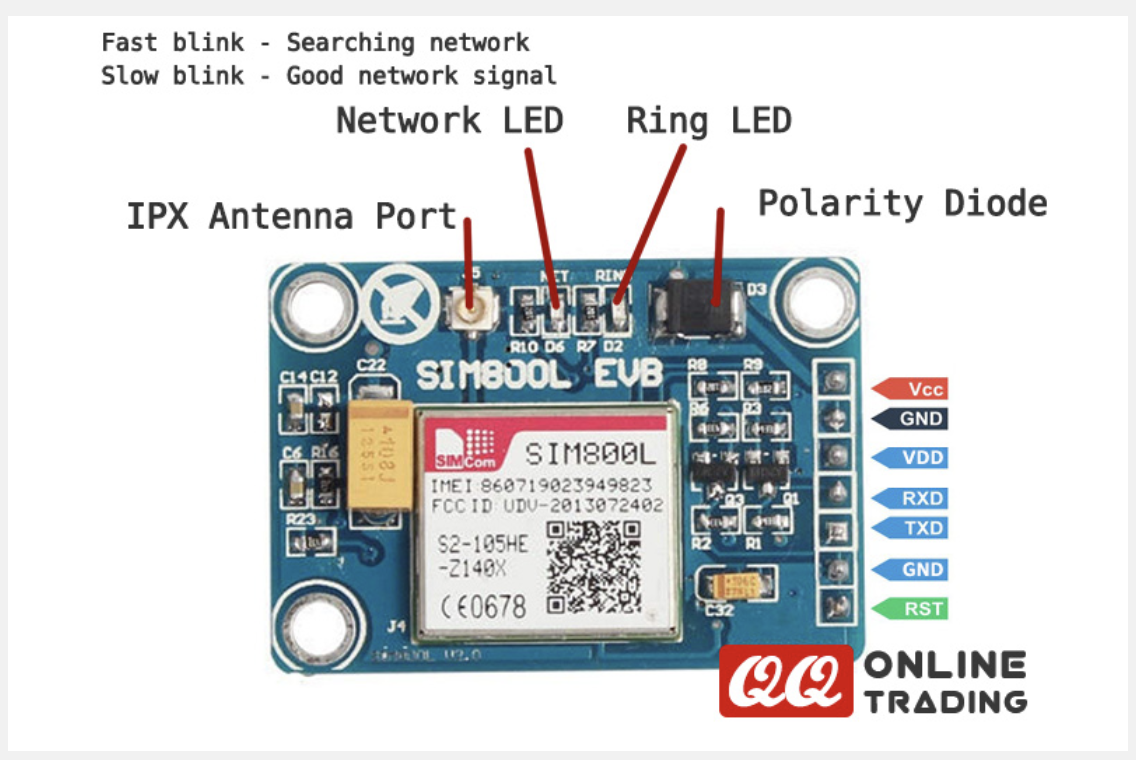 Fast blink - Searching network
Slow blink - Good network signal
Network LED
Ring LED
IPX Antenna Port
Polarity Diode
J5
NET
RING
D3
R10 D6 R7 D2
SIM800L EVB
C14 C12
C22
R8
R9
Vcc
R6
R3
GND
SIMCom
SIM800L
VDD
C6
R16
IMEI:860719023949823
FCC ID: UDV-2013072402
Q3
Q1
RXD
R23
S2-105HE
-Z140X
R2
R1
TXD
GND
CE0678
C32
RST
J4
QQ
ONLINE
TRADING